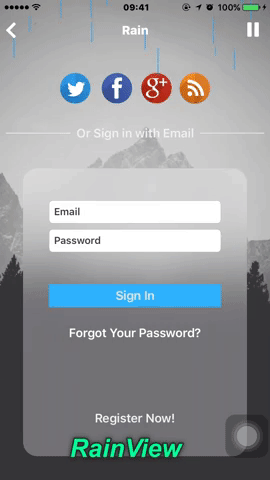 09:41
100%
Rain
f
g+
Or Sign in with Email
Email
Password
Sign In
Forgot Your Password?
Register Now!
RainView